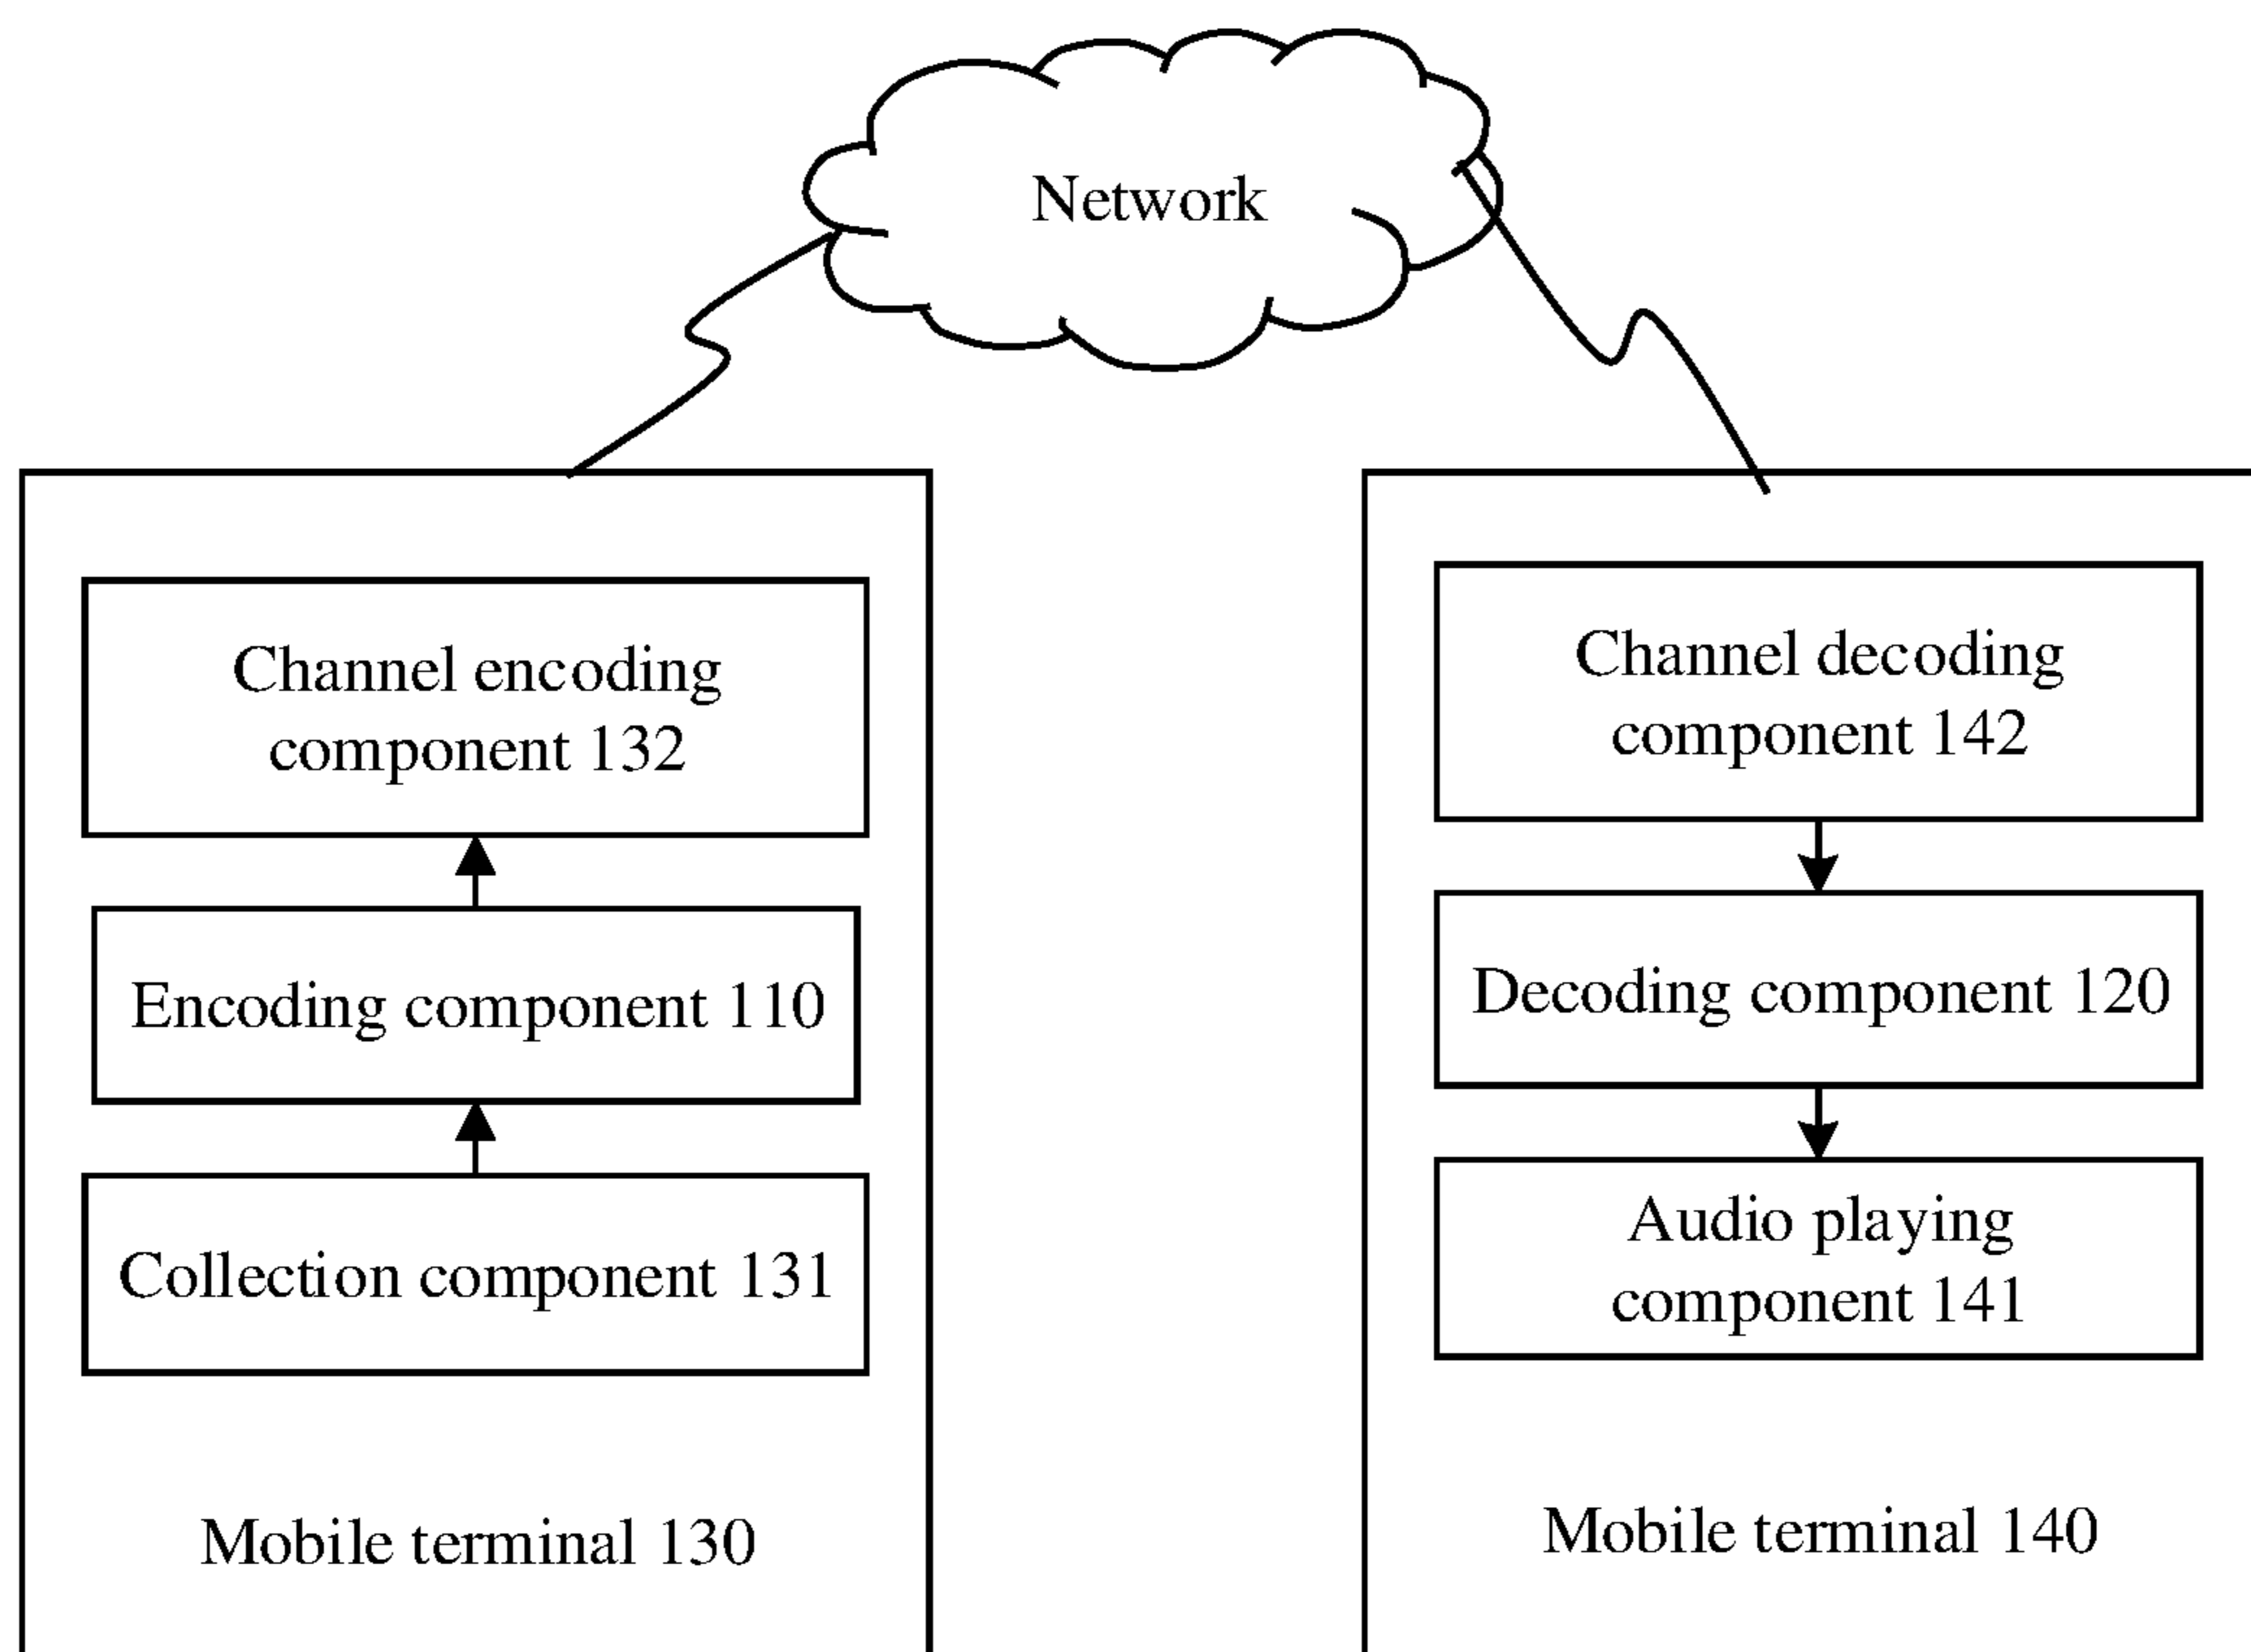 Network
Channel encoding
component 132
Encoding component 110
Collection component 131
Mobile terminal 130
Channel decoding
component 142
Decoding component 120
Audio playing
component 141
Mobile terminal 140